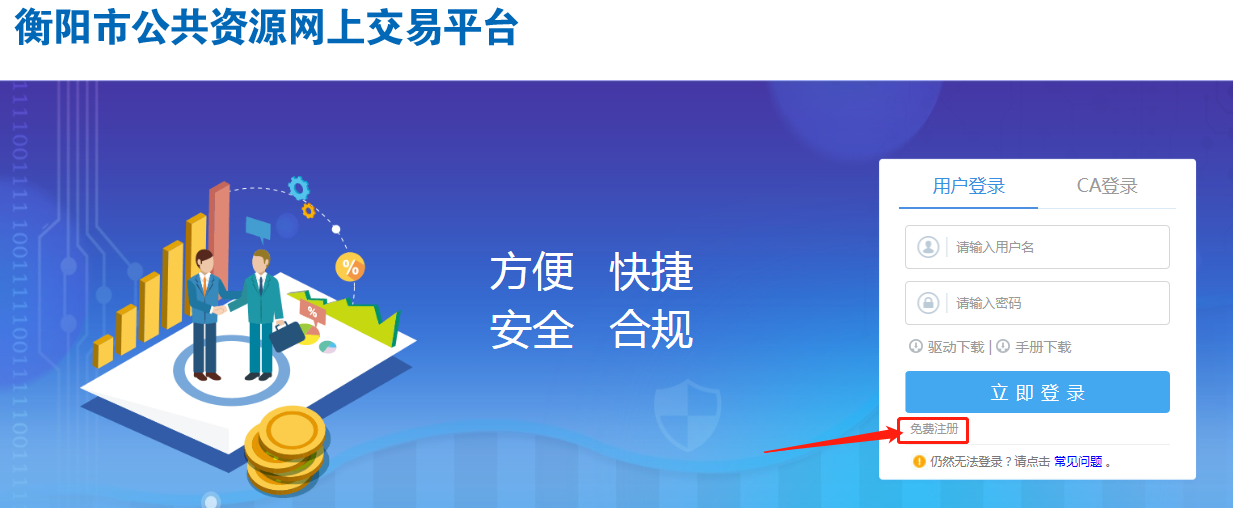 衡阳市公共资源网上交易平台
方便 快捷
安全 合规
用户登录 CA登录
请输入用户名
请输入密码
驱动下载 | 手册下载
立即登录
免费注册
仍然无法登录？请点击 常见问题 。
%
%